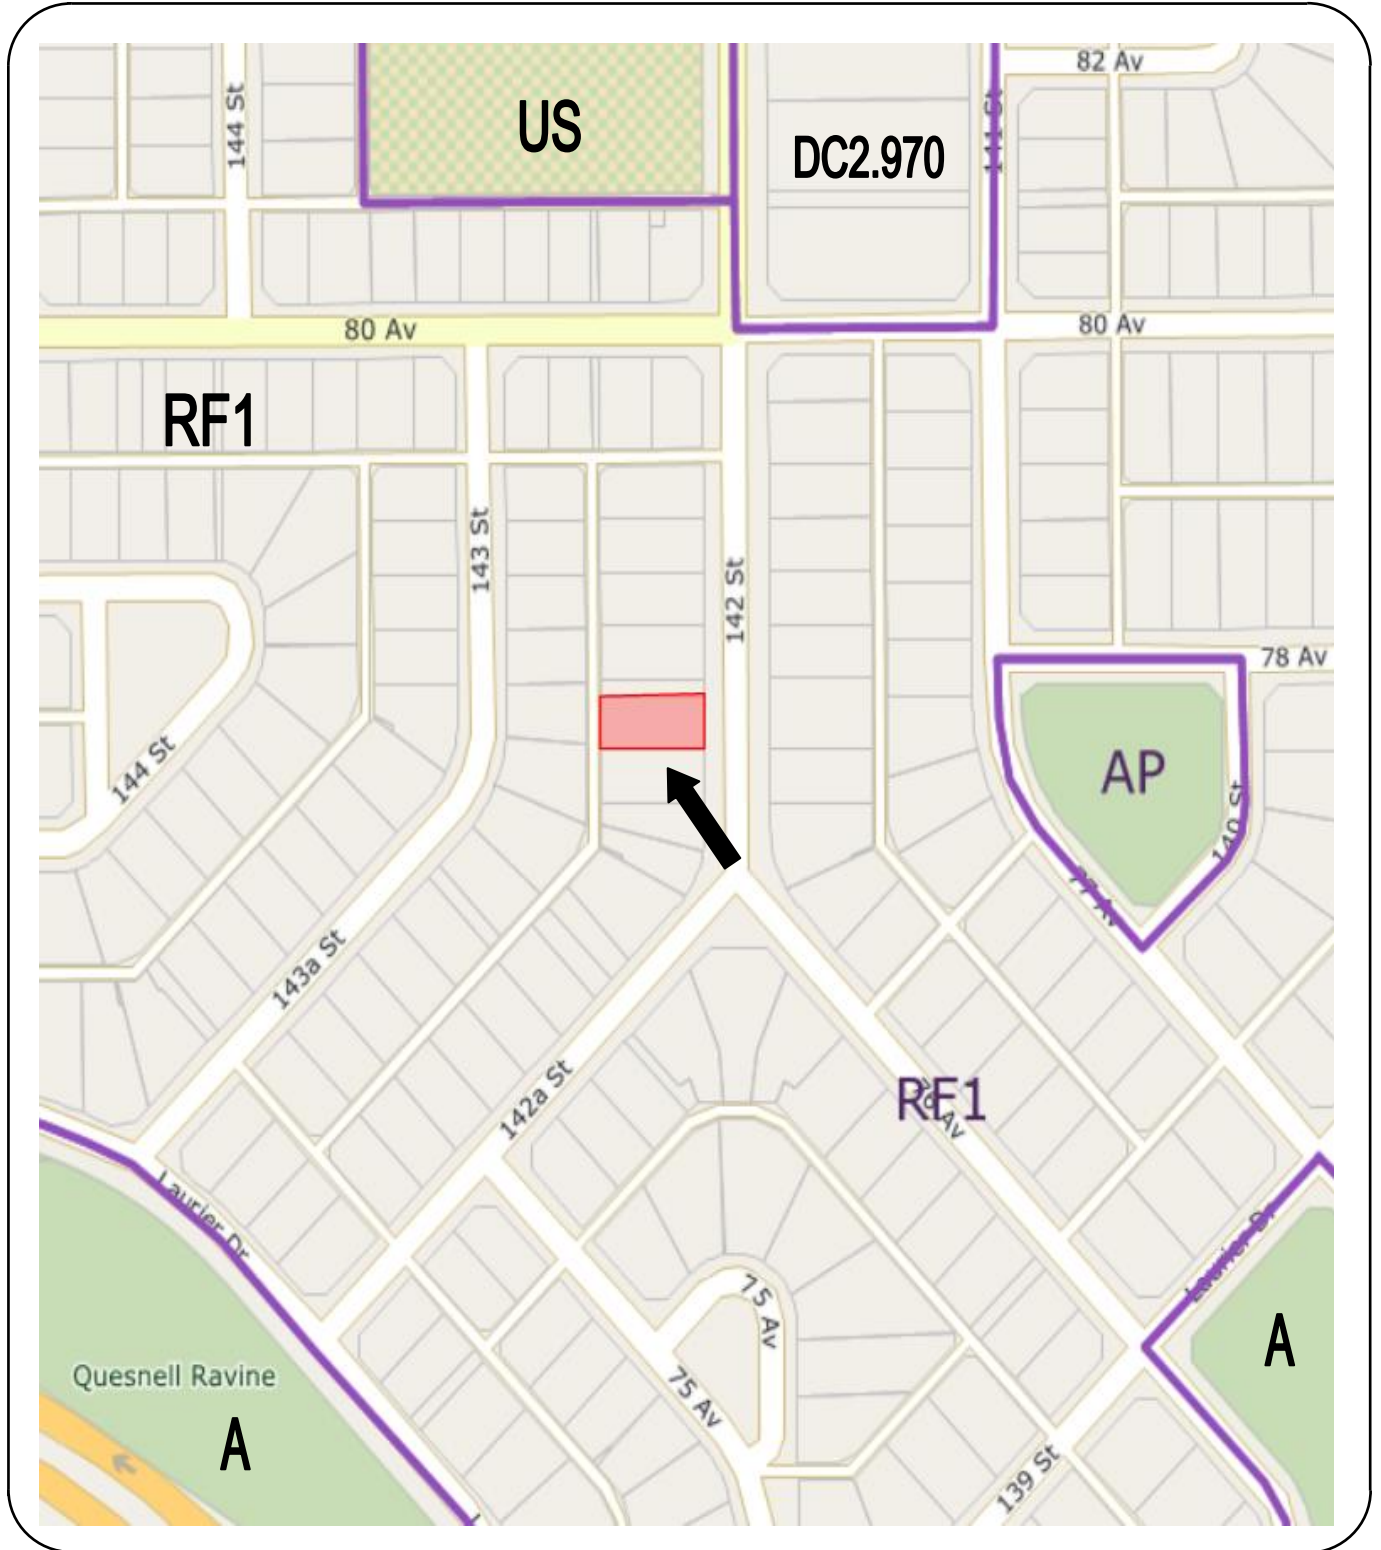 82 Av
144 St
US
DC2.970
141 St
80 Av
80 Av
RF1
143 St
142 St
78 Av
144 St
AP
140 St
77 Av
143a St
142a St
RF1
76 Av
Laurier Dr
Laurier Dr
75 Av
A
Quesnell Ravine
75 Av
A
139 St